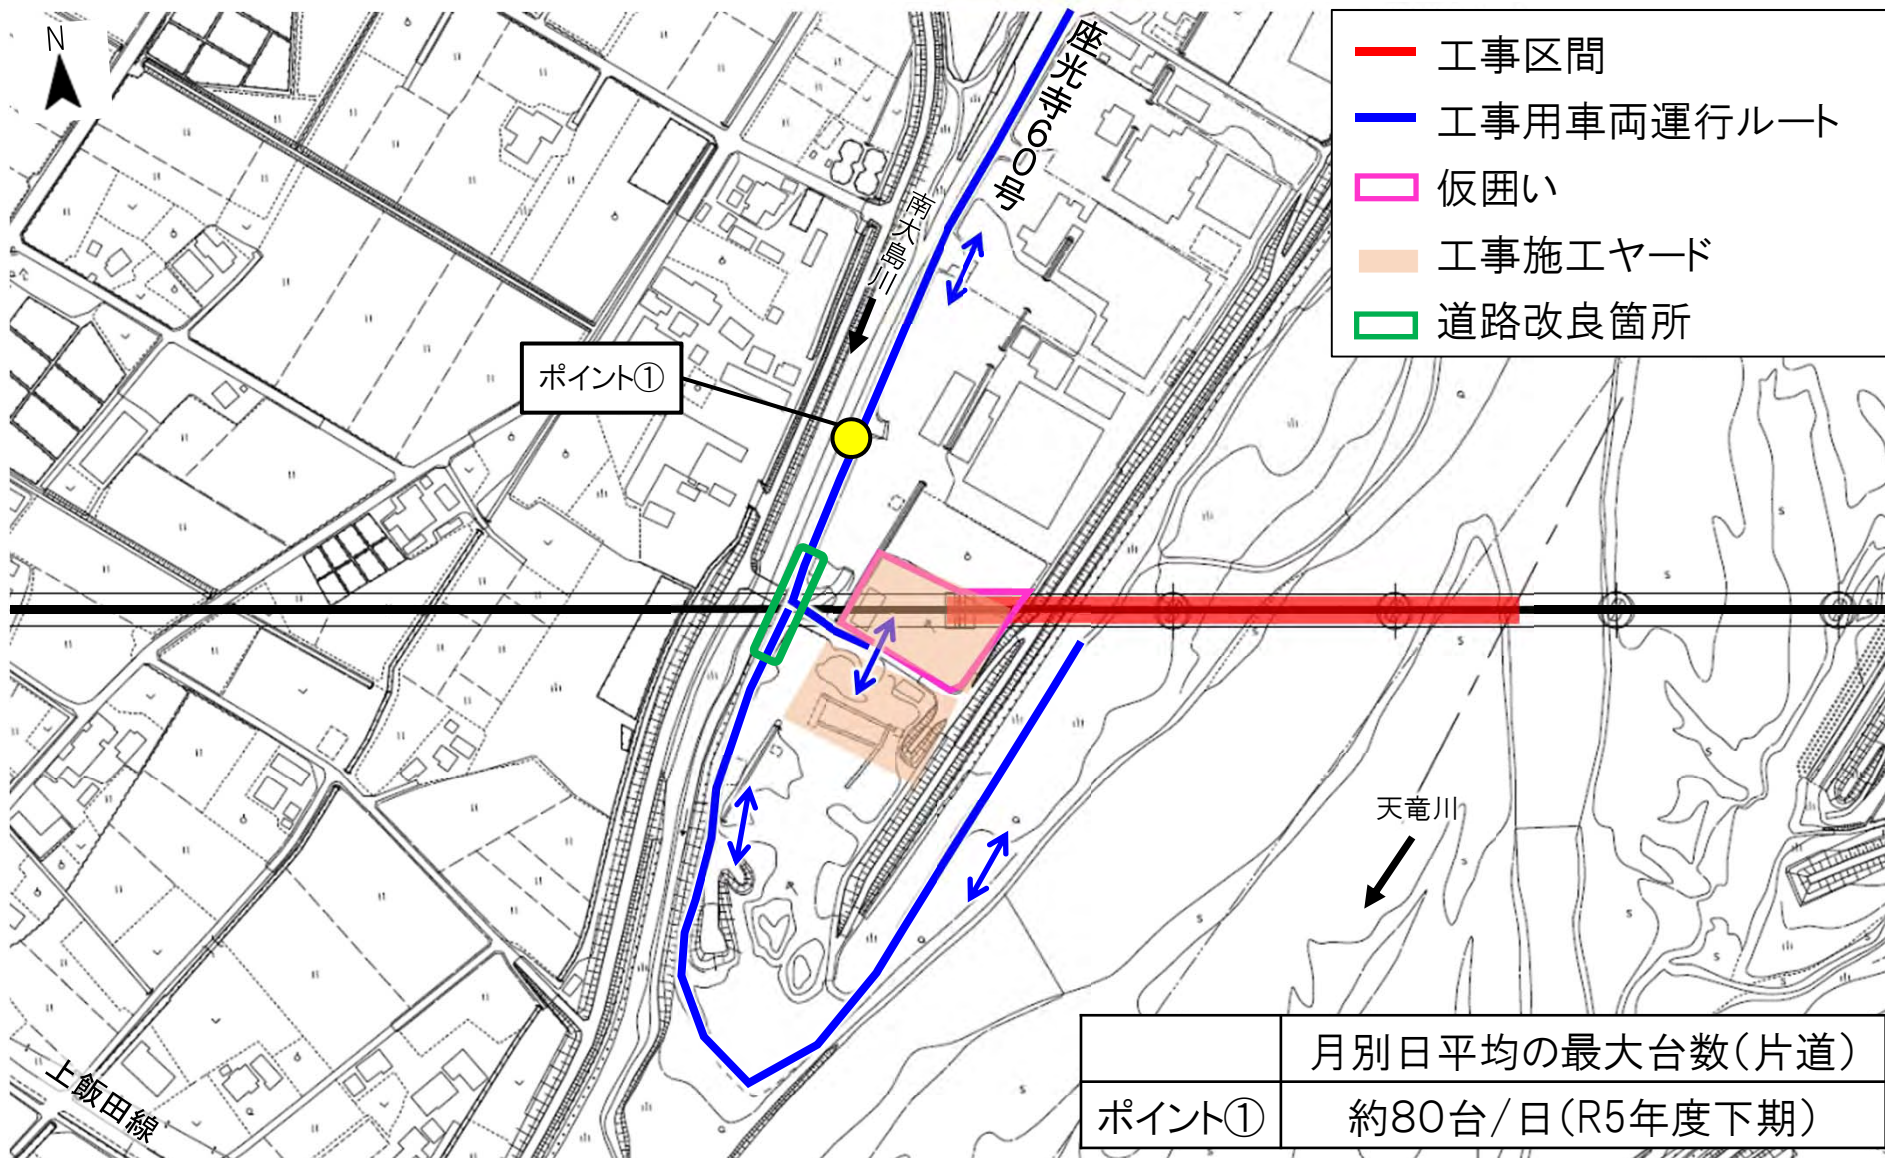 N
座光寺60号
南大島川
ポイント①
工事区間
工事用車両運行ルート
仮囲い
工事施工ヤード
道路改良箇所
天竜川
上飯田線
月別日平均の最大台数(片道)
ポイント① 約80台/日(R5年度下期)